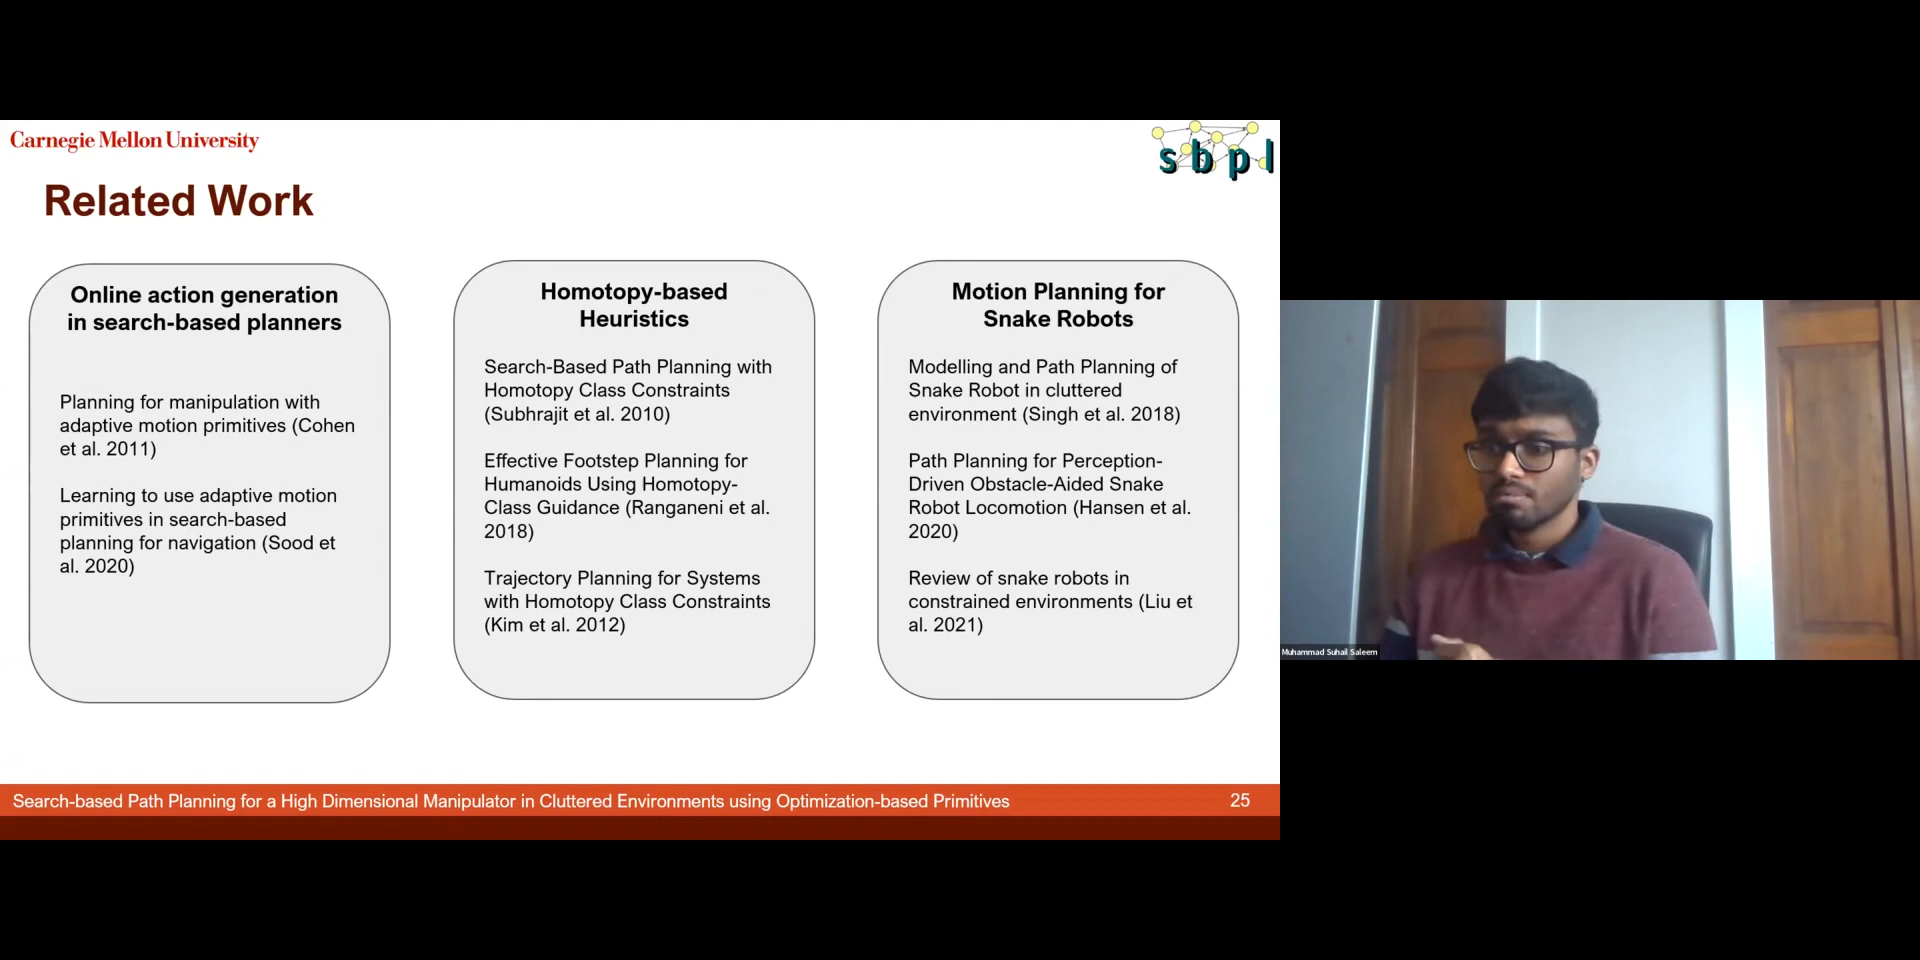 Carnegie Mellon University
sbpl
Related Work
Online action generation
in search-based planners
Planning for manipulation with
adaptive motion primitives (Cohen
et al. 2011)
Learning to use adaptive motion
primitives in search-based
planning for navigation (Sood et
al. 2020)
Homotopy-based
Heuristics
Search-Based Path Planning with
Homotopy Class Constraints
(Subhrajit et al. 2010)
Effective Footstep Planning for
Humanoids Using Homotopy-
Class Guidance (Ranganeni et al.
2018)
Trajectory Planning for Systems
with Homotopy Class Constraints
(Kim et al. 2012)
Motion Planning for
Snake Robots
Modelling and Path Planning of
Snake Robot in cluttered
environment (Singh et al. 2018)
Path Planning for Perception-
Driven Obstacle-Aided Snake
Robot Locomotion (Hansen et al.
2020)
Review of snake robots in
constrained environments (Liu et
al. 2021)
Search-based Path Planning for a High Dimensional Manipulator in Cluttered Environments using Optimization-based Primitives
25
Muhammad Suhail Saleem